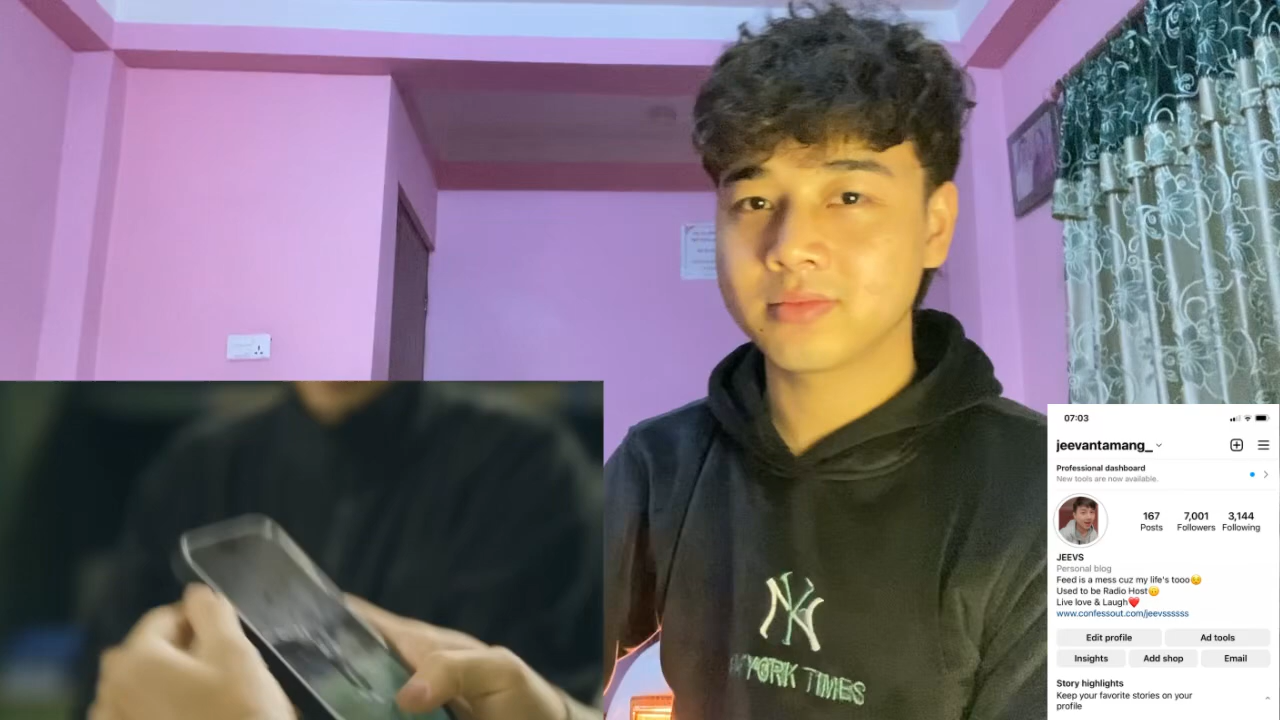 NY
YORK TIMES
07:03
jeevantamang_
Professional dashboard
New tools are now available.
167 7,001 3,144
Posts Followers Following
JEEVS
Personal blog
Feed is a mess cuz my life's tooo😔
Used to be Radio Host🙂
Live love & Laugh❤️
www.confessout.com/jeevssssss
Edit profile Ad tools
Insights Add shop Email
Story highlights
Keep your favorite stories on your
profile